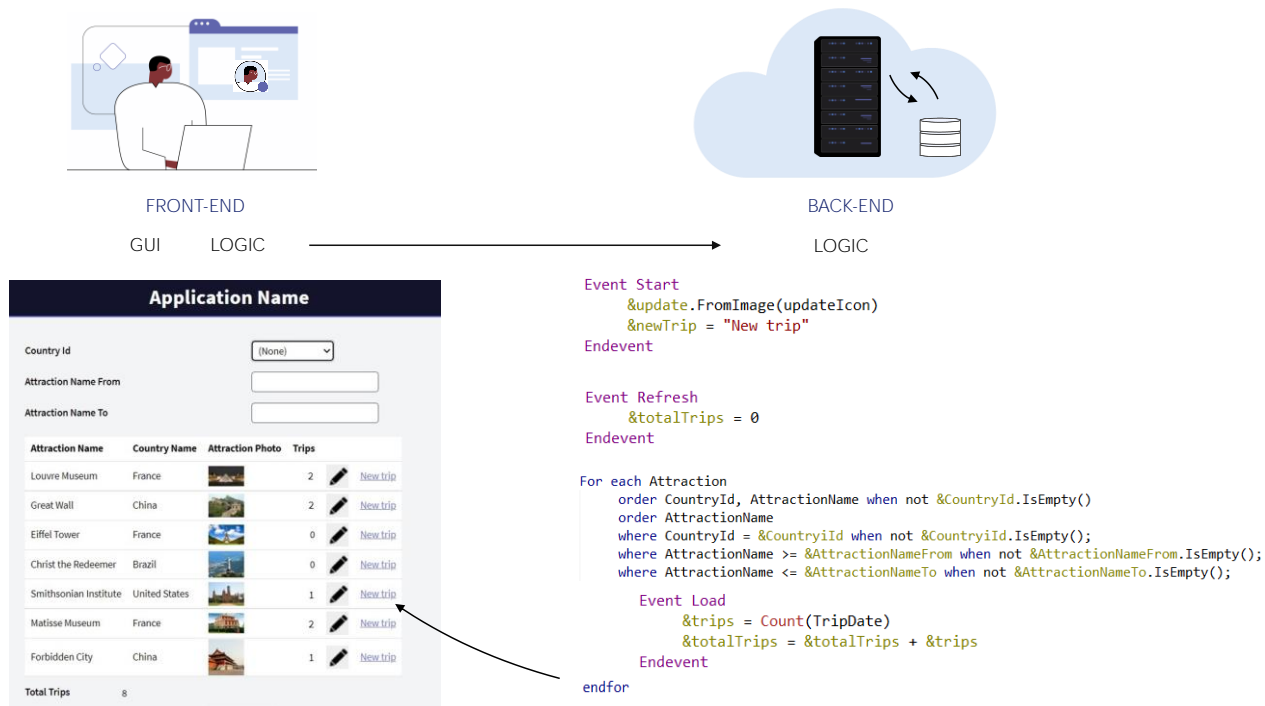 FRONT-END
BACK-END
GUI LOGIC
LOGIC
Application Name
Country Id (None)
Attraction Name From
Attraction Name To
Attraction Name Country Name Attraction Photo Trips
Louvre Museum France 2 New trip
Great Wall China 2 New trip
Eiffel Tower France 0 New trip
Christ the Redeemer Brazil 0 New trip
Smithsonian Institute United States 1 New trip
Matisse Museum France 2 New trip
Forbidden City China 1 New trip
Total Trips 8
Event Start
&update.FromImage(updateIcon)
&newTrip = "New trip"
Endevent
Event Refresh
&totalTrips = 0
Endevent
For each Attraction
order CountryId, AttractionName when not &CountryId.IsEmpty()
order AttractionName
where CountryId = &CountryiId when not &CountryiId.IsEmpty();
where AttractionName >= &AttractionNameFrom when not &AttractionNameFrom.IsEmpty();
where AttractionName <= &AttractionNameTo when not &AttractionNameTo.IsEmpty();
Event Load
&trips = Count(TripDate)
&totalTrips = &totalTrips + &trips
Endevent
endfor